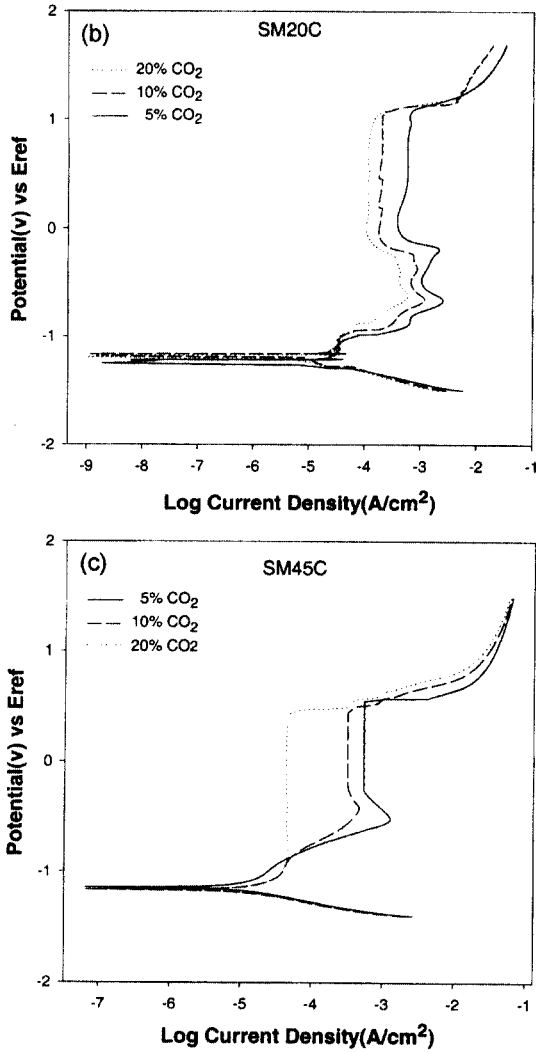 (b)
SM20C
20% CO2
10% CO2
5% CO2
2
1
0
-1
-2
Potential(v) vs Eref
-9
-8
-7
-6
-5
-4
-3
-2
-1
Log Current Density(A/cm2)
(c)
SM45C
5% CO2
10% CO2
20% CO2
2
1
0
-1
-2
Potential(v) vs Eref
-7
-6
-5
-4
-3
-2
-1
Log Current Density(A/cm2)